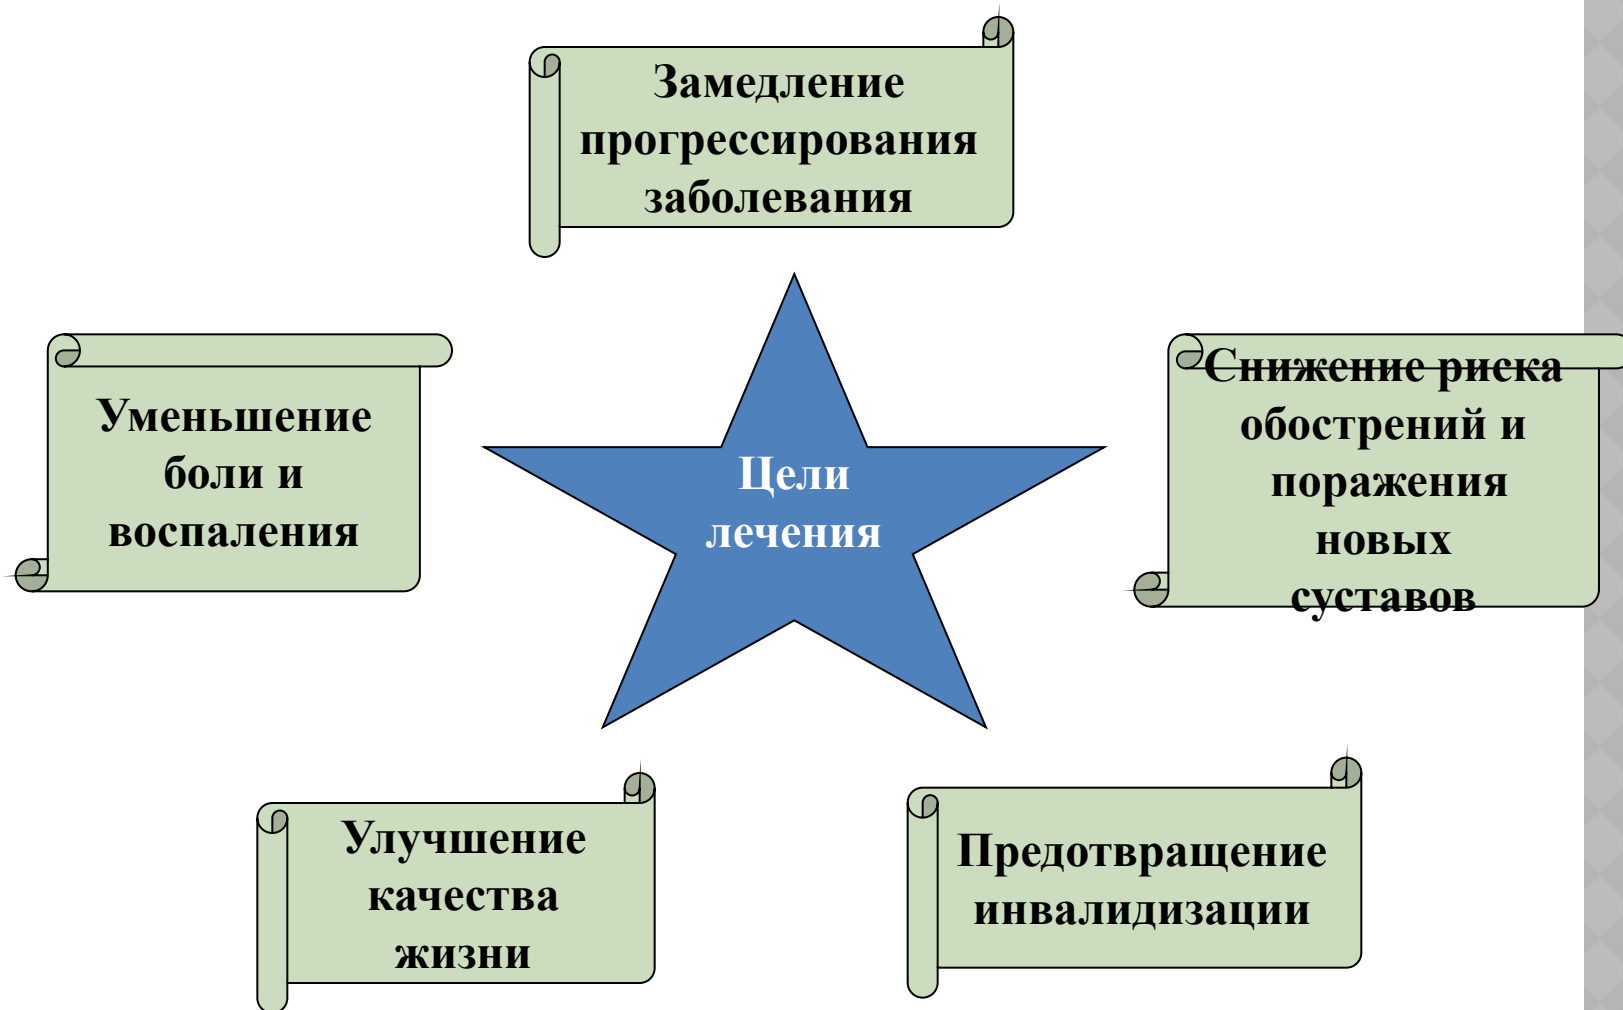 Замедление
прогрессирования
заболевания
Уменьшение
боли и
воспаления
Цели
лечения
Снижение риска
обострений и
поражения
новых
суставов
Улучшение
качества
жизни
Предотвращение
инвалидизации